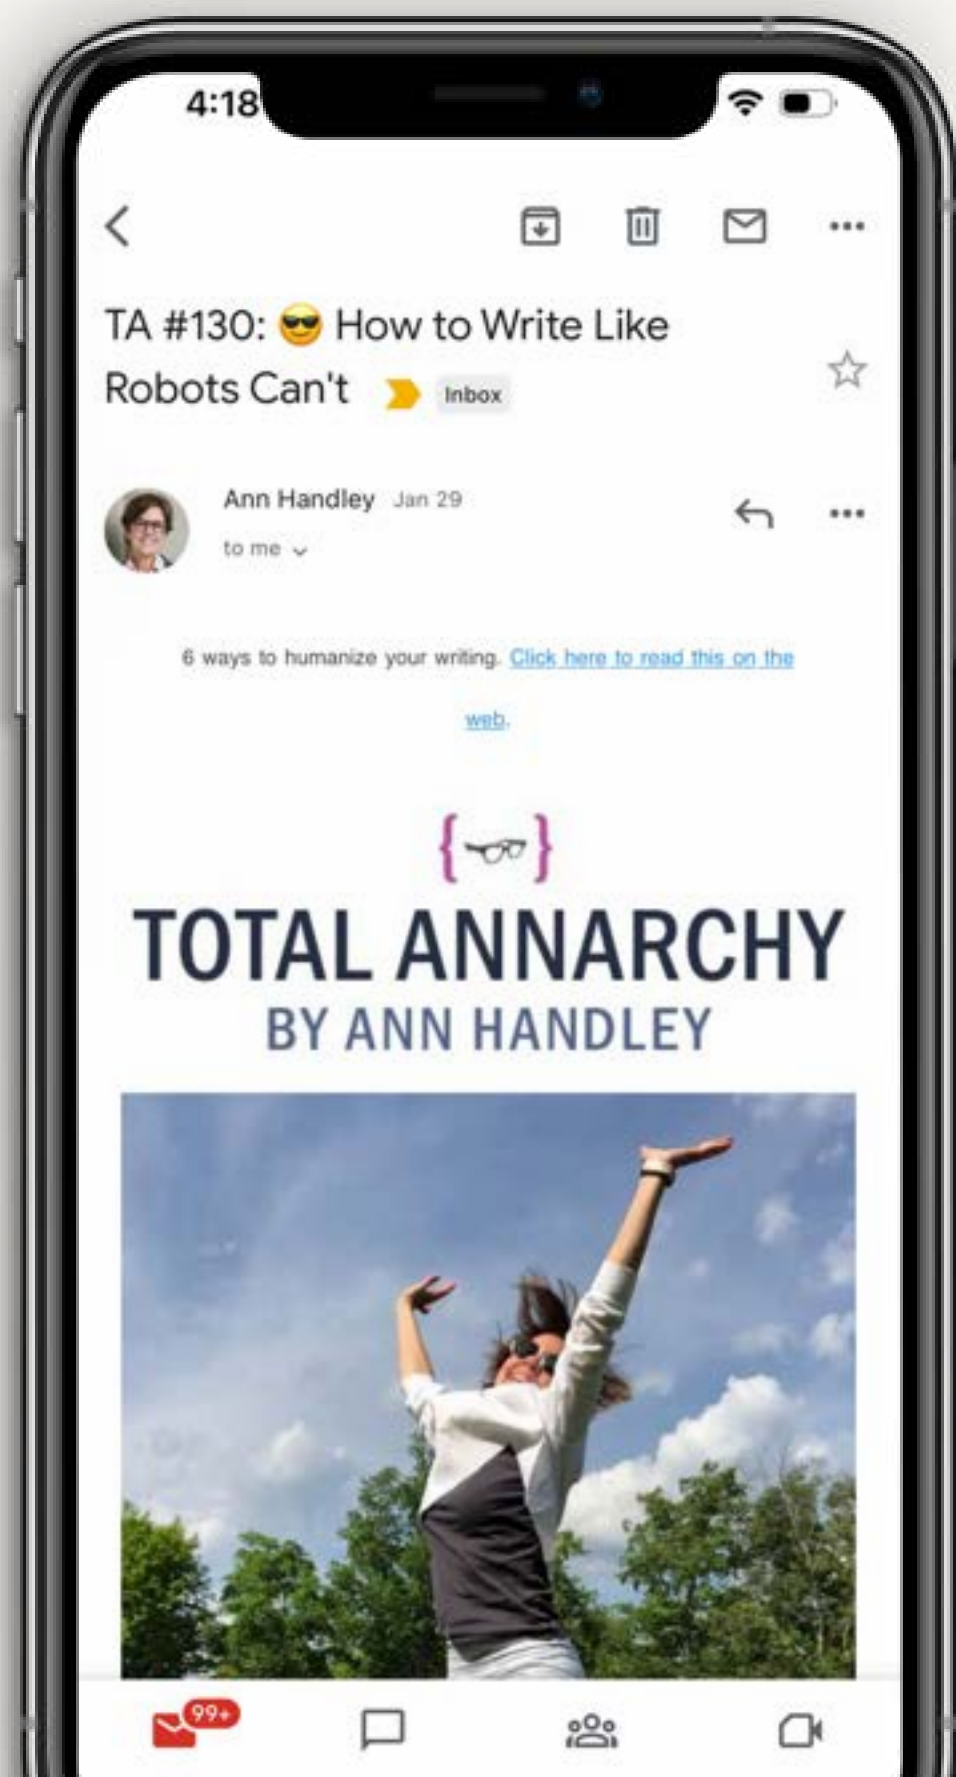 4:18
TA #130: 😎 How to Write Like
Robots Can't Inbox
Ann Handley Jan 29
to me
6 ways to humanize your writing. Click here to read this on the
web.
{ }
TOTAL ANNARCHY
BY ANN HANDLEY
99+